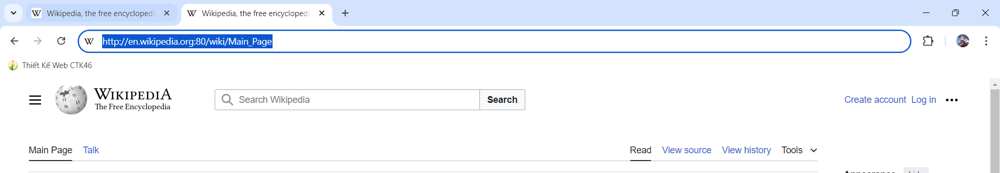 Wikipedia, the free encyclopedi
Wikipedia, the free encyclopedi
http://en.wikipedia.org:80/wiki/Main_Page
Thiết Kế Web CTK46
WIKIPEDIA
The Free Encyclopedia
Search Wikipedia
Search
Create account Log in
Main Page Talk
Read View source View history Tools